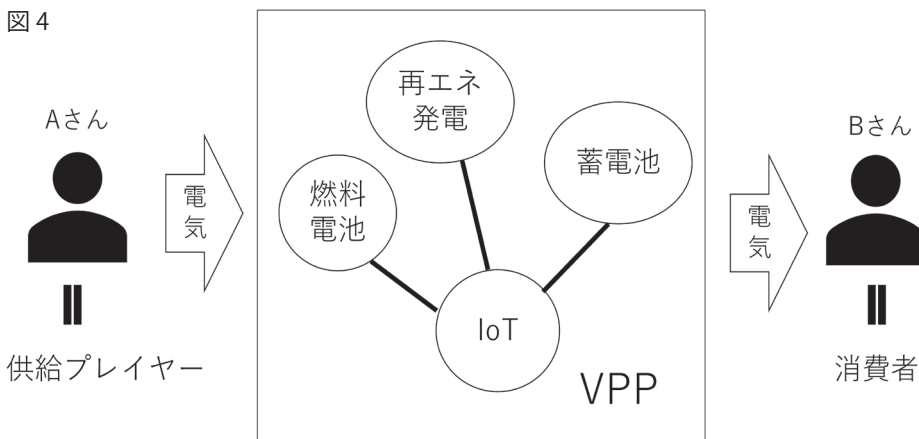 図４
Aさん
電
気
供給プレイヤー
燃料
電池
再エネ
発電
蓄電池
IoT
VPP
電
気
Bさん
消費者